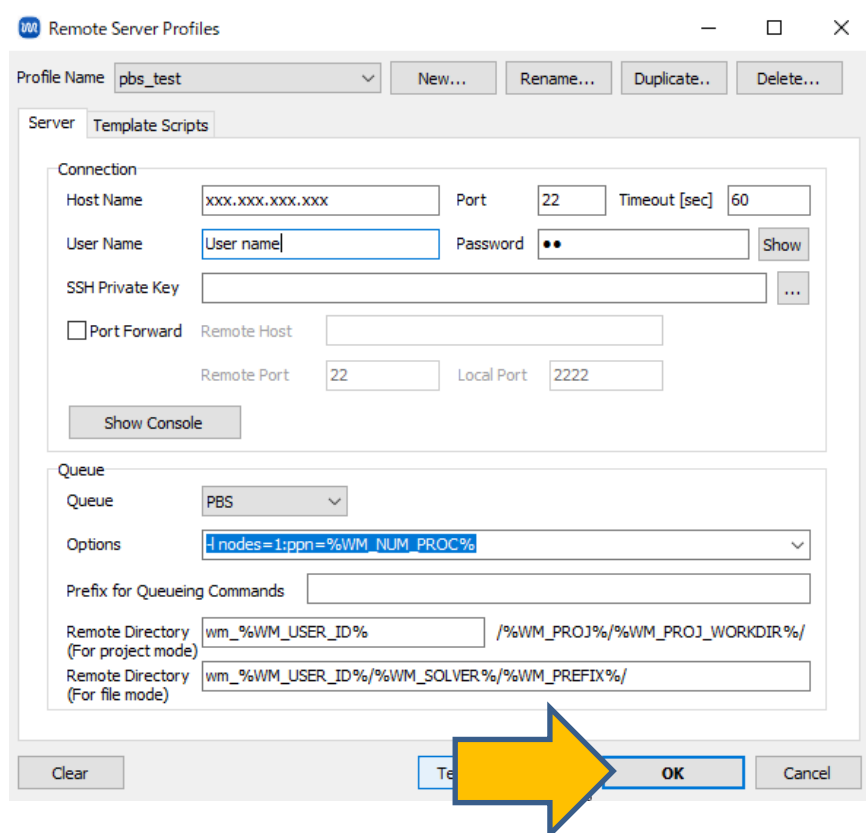 Remote Server Profiles
Profile Name pbs_test New... Rename... Duplicate.. Delete...
Server Template Scripts
Connection
Host Name xxx.xxx.xxx.xxx Port 22 Timeout [sec] 60
User Name User name Password ●● Show
SSH Private Key ...
Port Forward Remote Host
Remote Port 22 Local Port 2222
Show Console
Queue
Queue PBS
Options -l nodes=1:ppn=%WM_NUM_PROC%
Prefix for Queueing Commands
Remote Directory wm_%WM_USER_ID% /%WM_PROJ%/%WM_PROJ_WORKDIR%/
(For project mode)
Remote Directory wm_%WM_USER_ID%/%WM_SOLVER%/%WM_PREFIX%/
(For file mode)
Clear OK Cancel